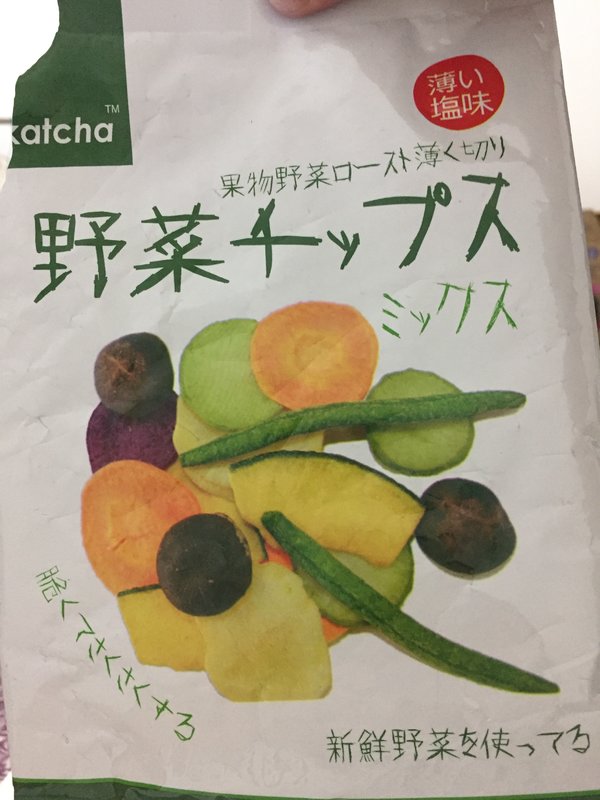 katcha™
薄い
塩味
果物野菜ロースト薄く切り
野菜チップス
ミックス
脆くてさくさくする
新鮮野菜を使ってる